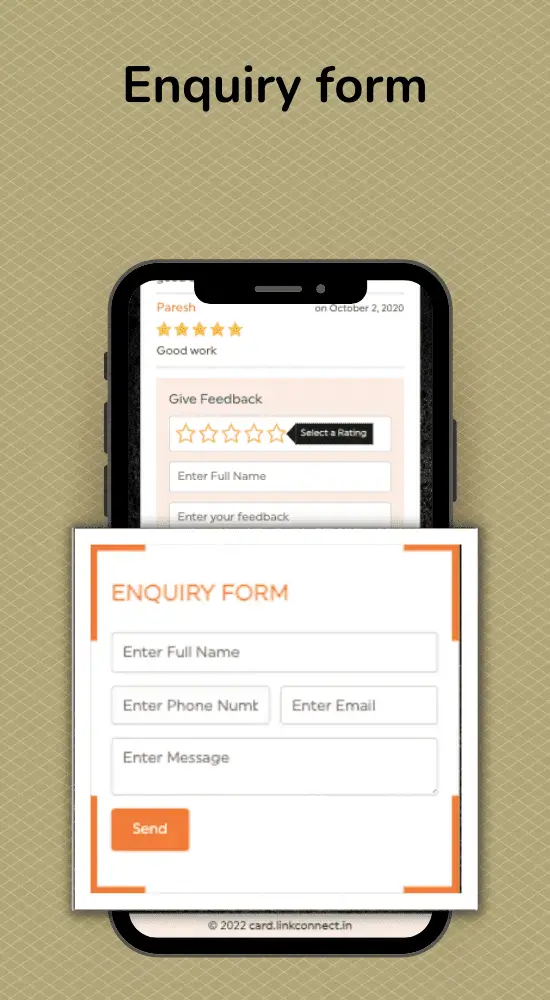 Enquiry form
Paresh on October 2, 2020
Good work
Give Feedback
Select a Rating
Enter Full Name
Enter your feedback
ENQUIRY FORM
Enter Full Name
Enter Phone Numb Enter Email
Enter Message
Send
© 2022 card.linkconnect.in